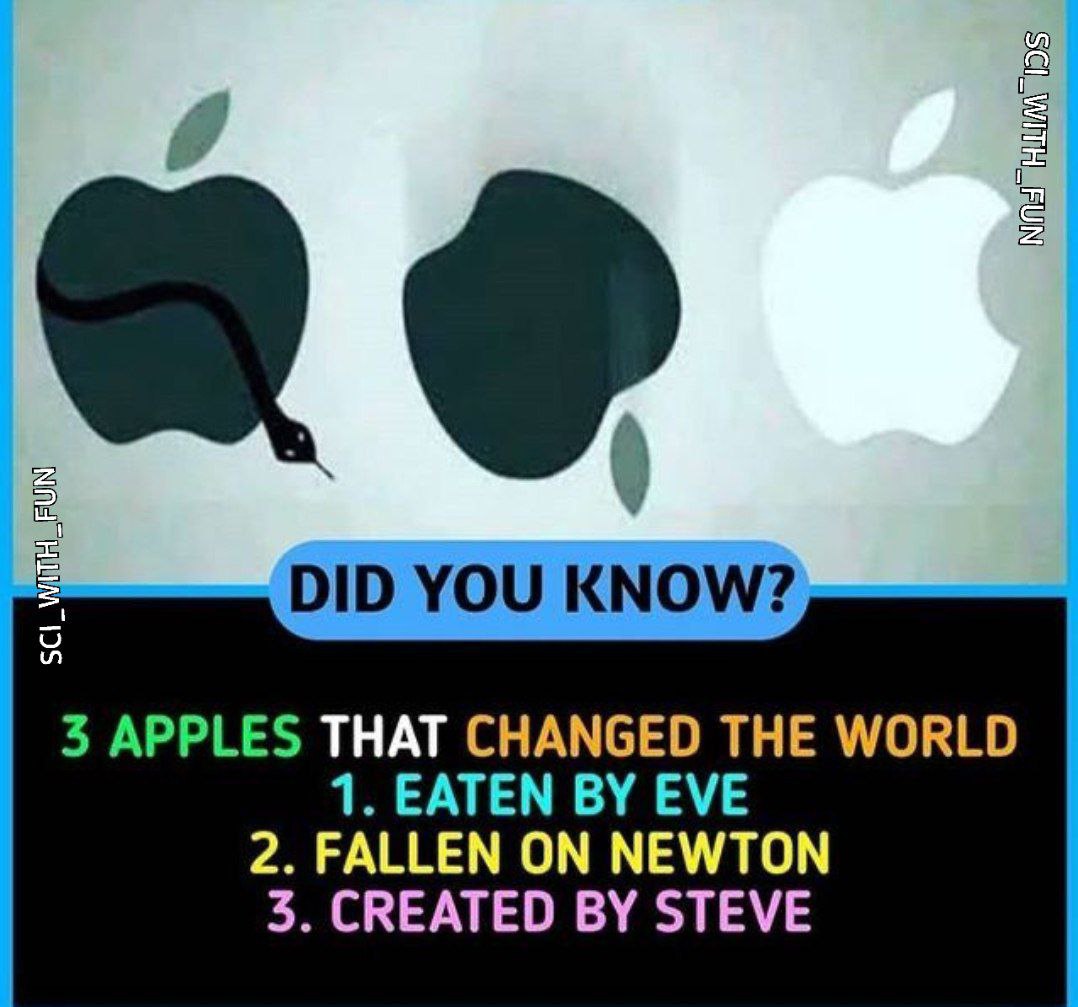 SCI_WITH_FUN
SCI_WITH_FUN
DID YOU KNOW?
3 APPLES THAT CHANGED THE WORLD
1. EATEN BY EVE
2. FALLEN ON NEWTON
3. CREATED BY STEVE